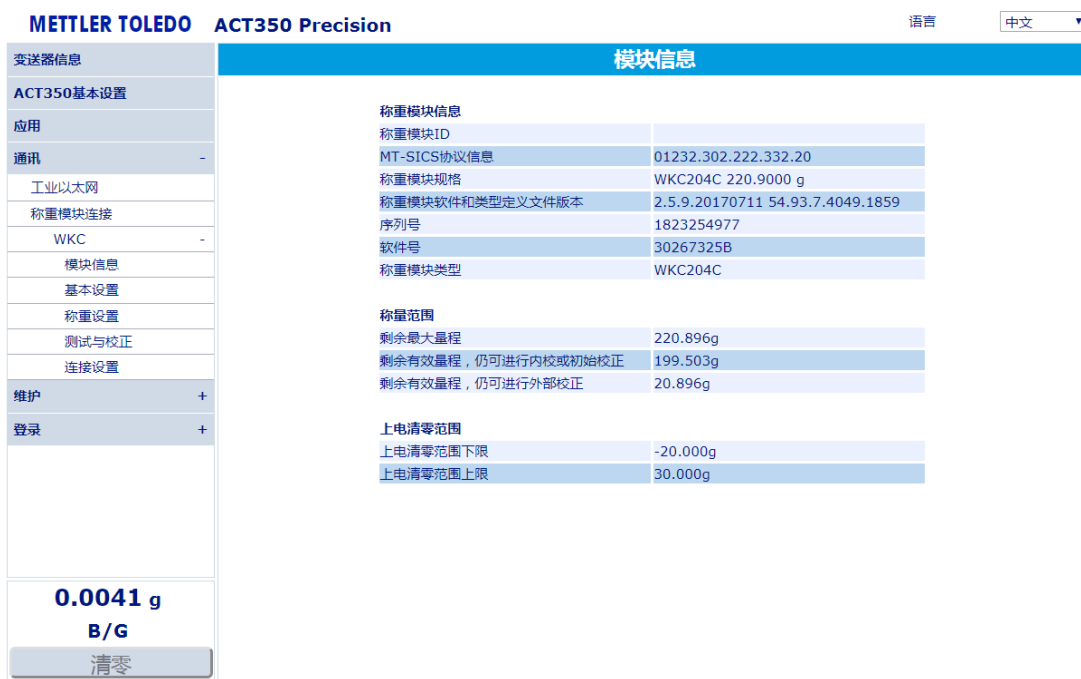 METTLER TOLEDO ACT350 Precision 语言 中文
变送器信息
ACT350基本设置
应用
通讯 -
工业以太网
称重模块连接
WKC -
模块信息
基本设置
称重设置
测试与校正
连接设置
维护 +
登录 +
0.0041 g
B/G
清零
模块信息
称重模块信息
称重模块ID
MT-SICS协议信息 01232.302.222.332.20
称重模块规格 WKC204C 220.9000 g
称重模块软件和类型定义文件版本 2.5.9.20170711 54.93.7.4049.1859
序列号 1823254977
软件号 30267325B
称重模块类型 WKC204C
称量范围
剩余最大量程 220.896g
剩余有效量程，仍可进行内校或初始校正 199.503g
剩余有效量程，仍可进行外部校正 20.896g
上电清零范围
上电清零范围下限 -20.000g
上电清零范围上限 30.000g